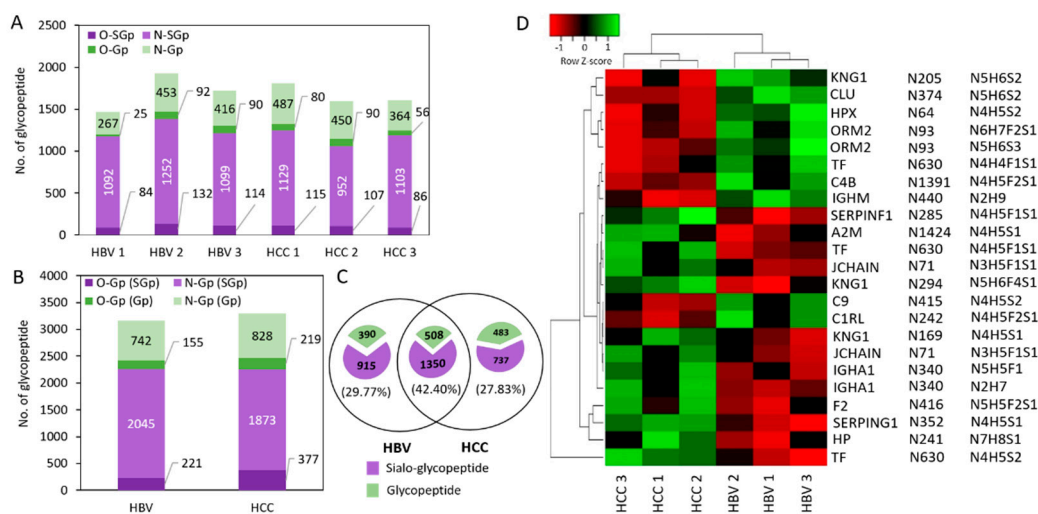 A
O-SGp N-SGp
O-Gp N-Gp
No. of glycopeptide
2500
2000
1500
1000
500
0
267
25
1092
84
453
92
1252
132
416
90
1099
114
487
80
1129
115
450
90
952
107
364
56
1103
86
HBV 1 HBV 2 HBV 3 HCC 1 HCC 2 HCC 3
B
O-Gp (SGp) N-Gp (SGp)
O-Gp (Gp) N-Gp (Gp)
No. of glycopeptide
4000
3500
3000
2500
2000
1500
1000
500
0
742
155
2045
221
828
219
1873
377
HBV HCC
C
390 508 483
915 1350 737
(29.77%) (42.40%) (27.83%)
HBV HCC
Sialo-glycopeptide
Glycopeptide
D
-1 0 1
Row Z-score
KNG1 N205 N5H6S2
CLU N374 N5H6S2
HPX N64 N4H5S2
ORM2 N93 N6H7F2S1
ORM2 N93 N5H6S3
TF N630 N4H4F1S1
C4B N1391 N4H5F2S1
IGHM N440 N2H9
SERPINF1 N285 N4H5F1S1
A2M N1424 N4H5S1
TF N630 N4H5F1S1
JCHAIN N71 N3H5F1S1
KNG1 N294 N5H6F4S1
C9 N415 N4H5S2
C1RL N242 N4H5F2S1
KNG1 N169 N4H5S1
JCHAIN N71 N3H5F1S1
IGHA1 N340 N5H5F1
IGHA1 N340 N2H7
F2 N416 N5H5F2S1
SERPING1 N352 N4H5S1
HP N241 N7H8S1
TF N630 N4H5S2
HCC 3 HCC 1 HCC 2 HBV 2 HBV 1 HBV 3